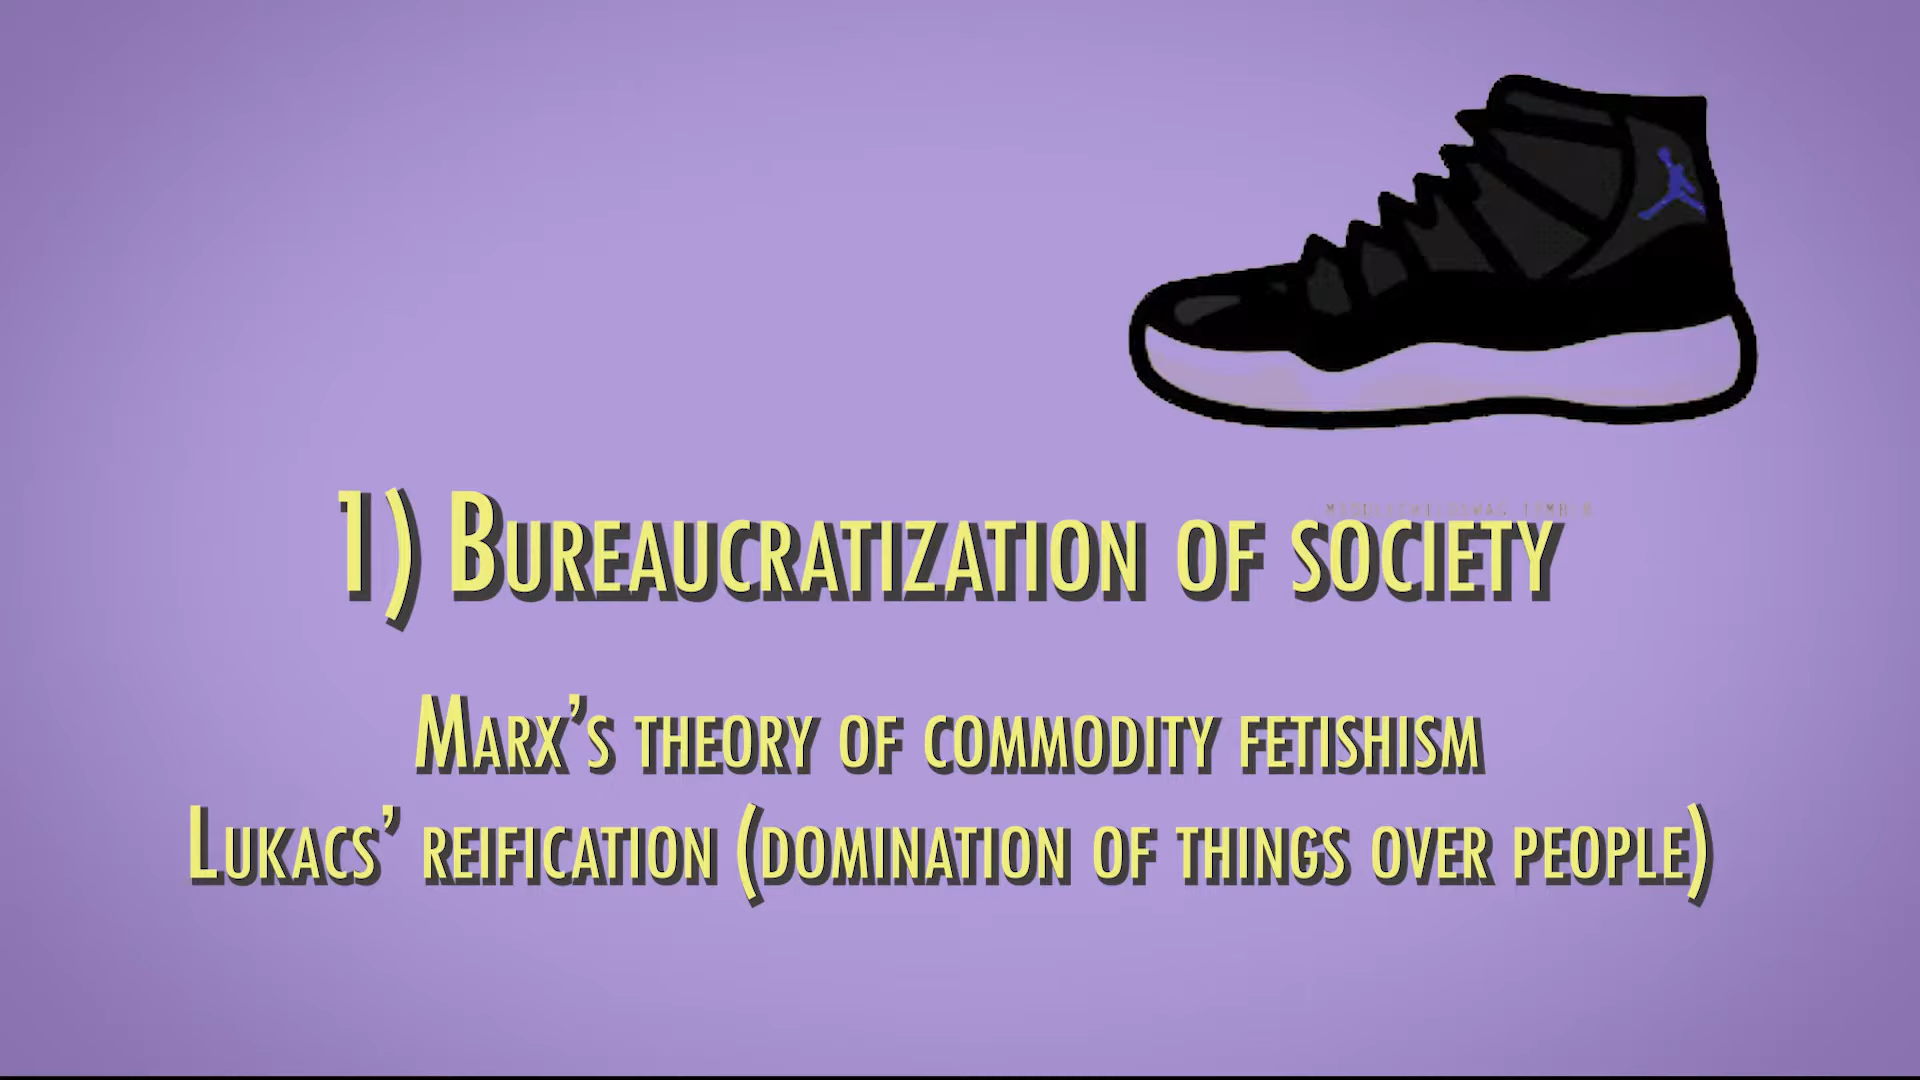 1) Bureaucratization of society
Marx's theory of commodity fetishism
Lukacs' reification (domination of things over people)